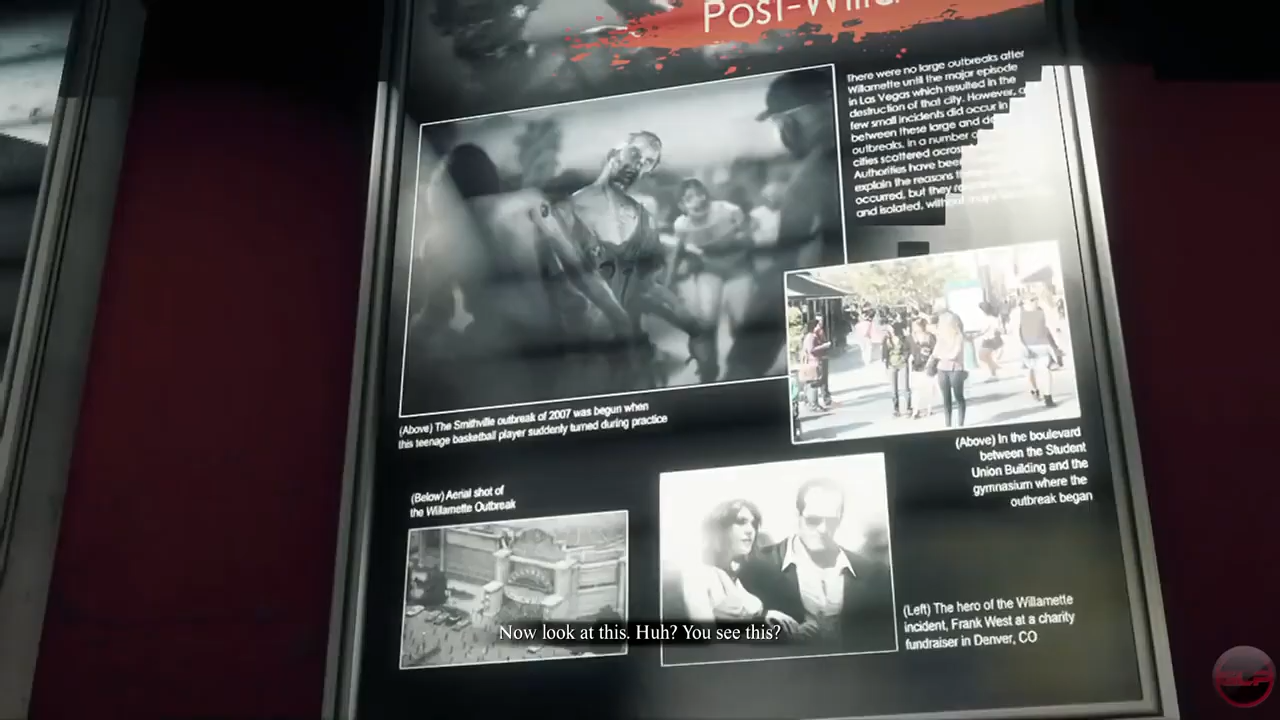 Post-Willa
There were no large outbreaks after
Willamette until the major episode
in Las Vegas which resulted in the
destruction of that city. However, a
few small incidents did occur in
between these large and de
outbreaks, in a number o
cities scattered acros
Authorities have been
explain the reasons
occurred, but they
and isolated, without
(Above) The Smithville outbreak of 2007 was begun when
this teenage basketball player suddenly turned during practice
(Above) In the boulevard
between the Student
Union Building and the
gymnasium where the
outbreak began
(Below) Aerial shot of
the Willamette Outbreak
(Left) The hero of the Willamette
incident, Frank West at a charity
fundraiser in Denver, CO
Now look at this. Huh? You see this?